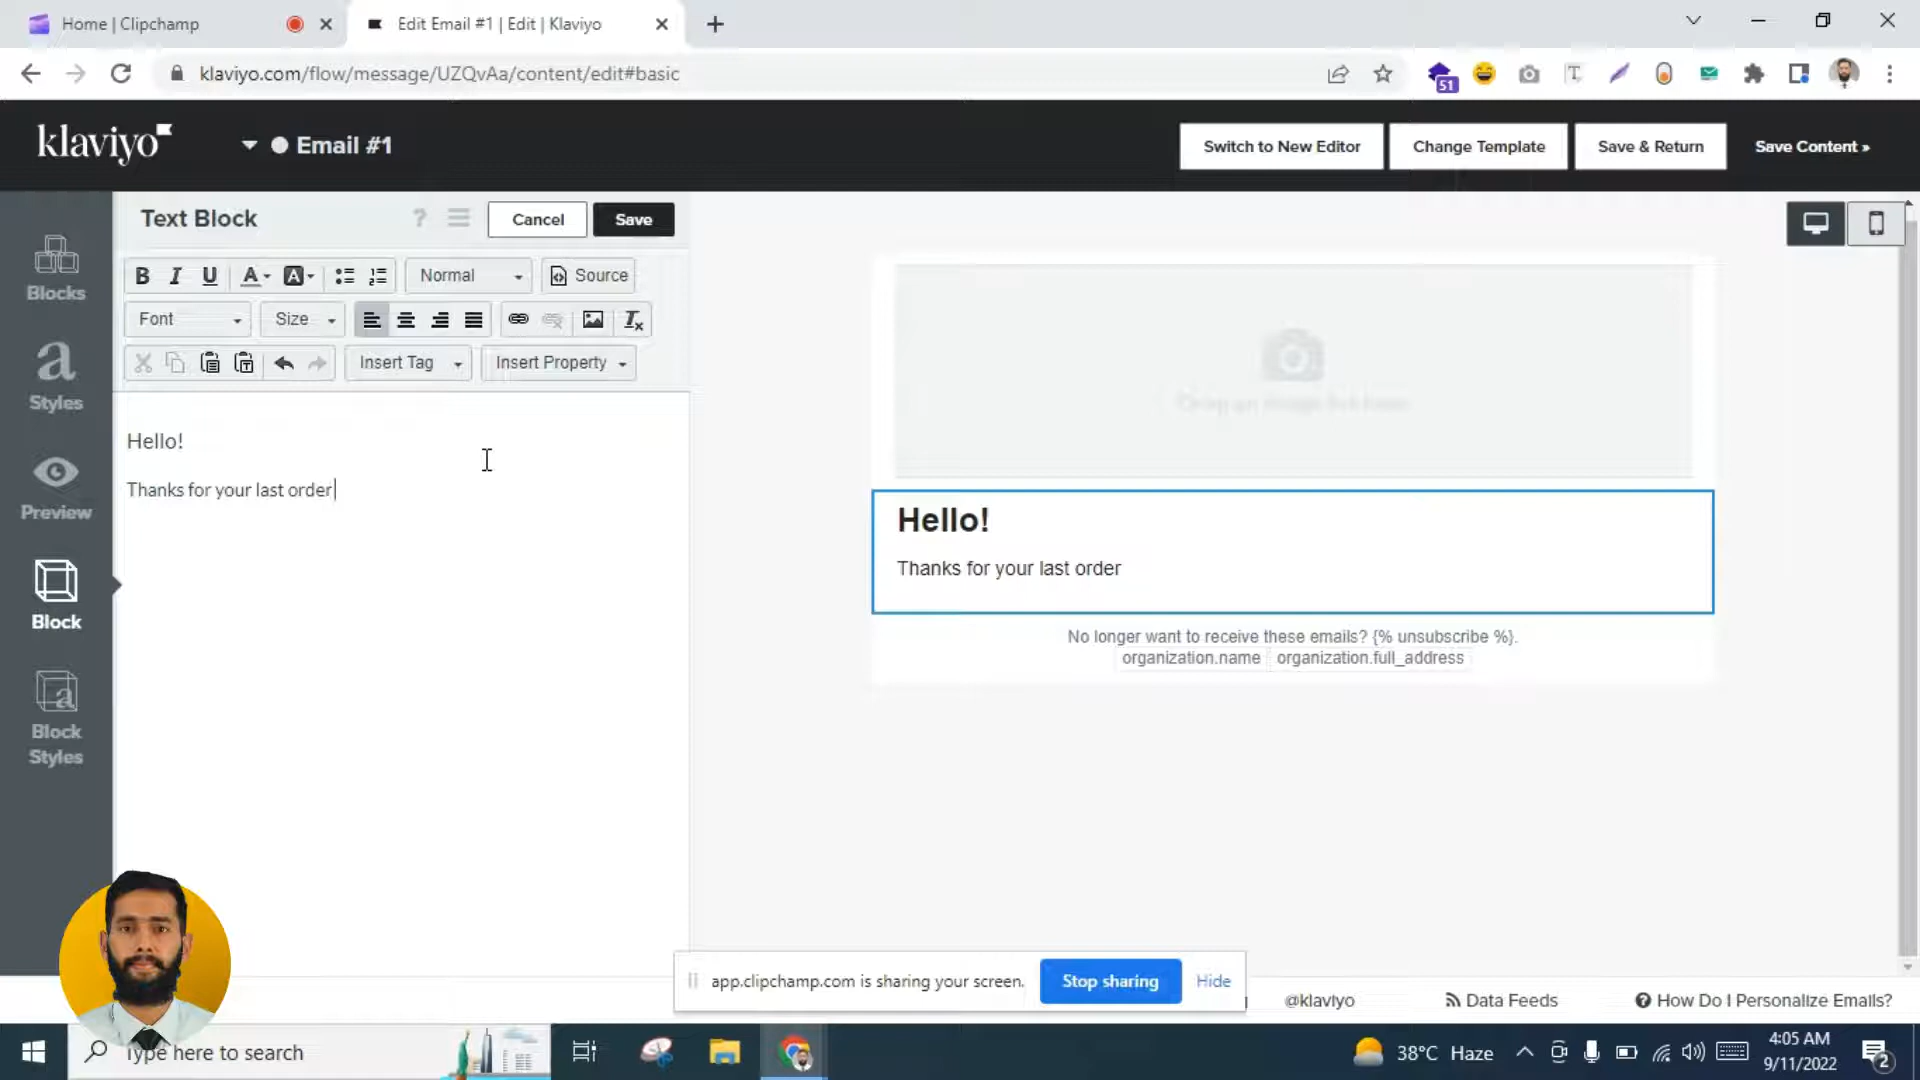 Home | Clipchamp
Edit Email #1 | Edit | Klaviyo
klaviyo.com/flow/message/UZQvAa/content/edit#basic
51
klaviyo
Email #1
Switch to New Editor
Change Template
Save & Return
Save Content »
Text Block
?
Cancel
Save
B I U A A
Normal
Source
Font
Size
Insert Tag
Insert Property
Blocks
Styles
Preview
Block
Block
Styles
Hello!
Thanks for your last order
Hello!
Thanks for your last order
No longer want to receive these emails? {% unsubscribe %}.
organization.name organization.full_address
app.clipchamp.com is sharing your screen.
Stop sharing
Hide
@klaviyo
Data Feeds
How Do I Personalize Emails?
Type here to search
38°C Haze
4:05 AM
9/11/2022
2